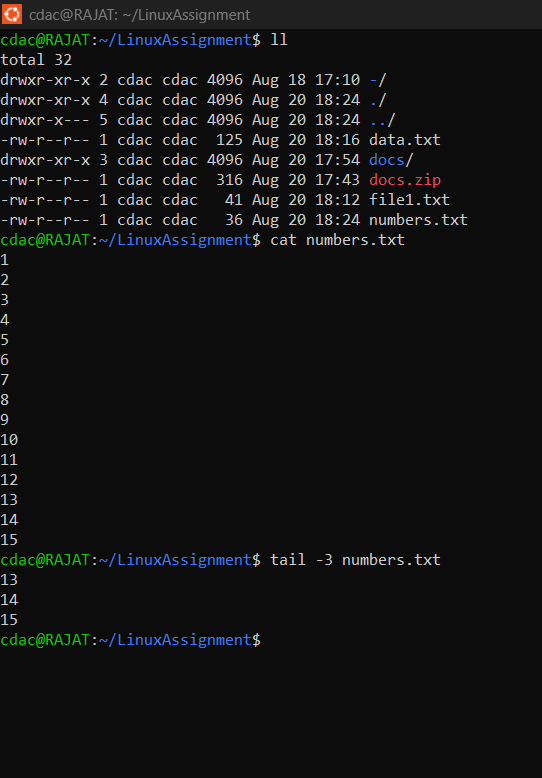 cdac@RAJAT: ~/LinuxAssignment
cdac@RAJAT:~/LinuxAssignment$ ll
total 32
drwxr-xr-x 2 cdac cdac 4096 Aug 18 17:10 -/
drwxr-xr-x 4 cdac cdac 4096 Aug 20 18:24 ./
drwxr-x--- 5 cdac cdac 4096 Aug 20 18:24 ../
-rw-r--r-- 1 cdac cdac  125 Aug 20 18:16 data.txt
drwxr-xr-x 3 cdac cdac 4096 Aug 20 17:54 docs/
-rw-r--r-- 1 cdac cdac  316 Aug 20 17:43 docs.zip
-rw-r--r-- 1 cdac cdac   41 Aug 20 18:12 file1.txt
-rw-r--r-- 1 cdac cdac   36 Aug 20 18:24 numbers.txt
cdac@RAJAT:~/LinuxAssignment$ cat numbers.txt
1
2
3
4
5
6
7
8
9
10
11
12
13
14
15
cdac@RAJAT:~/LinuxAssignment$ tail -3 numbers.txt
13
14
15
cdac@RAJAT:~/LinuxAssignment$